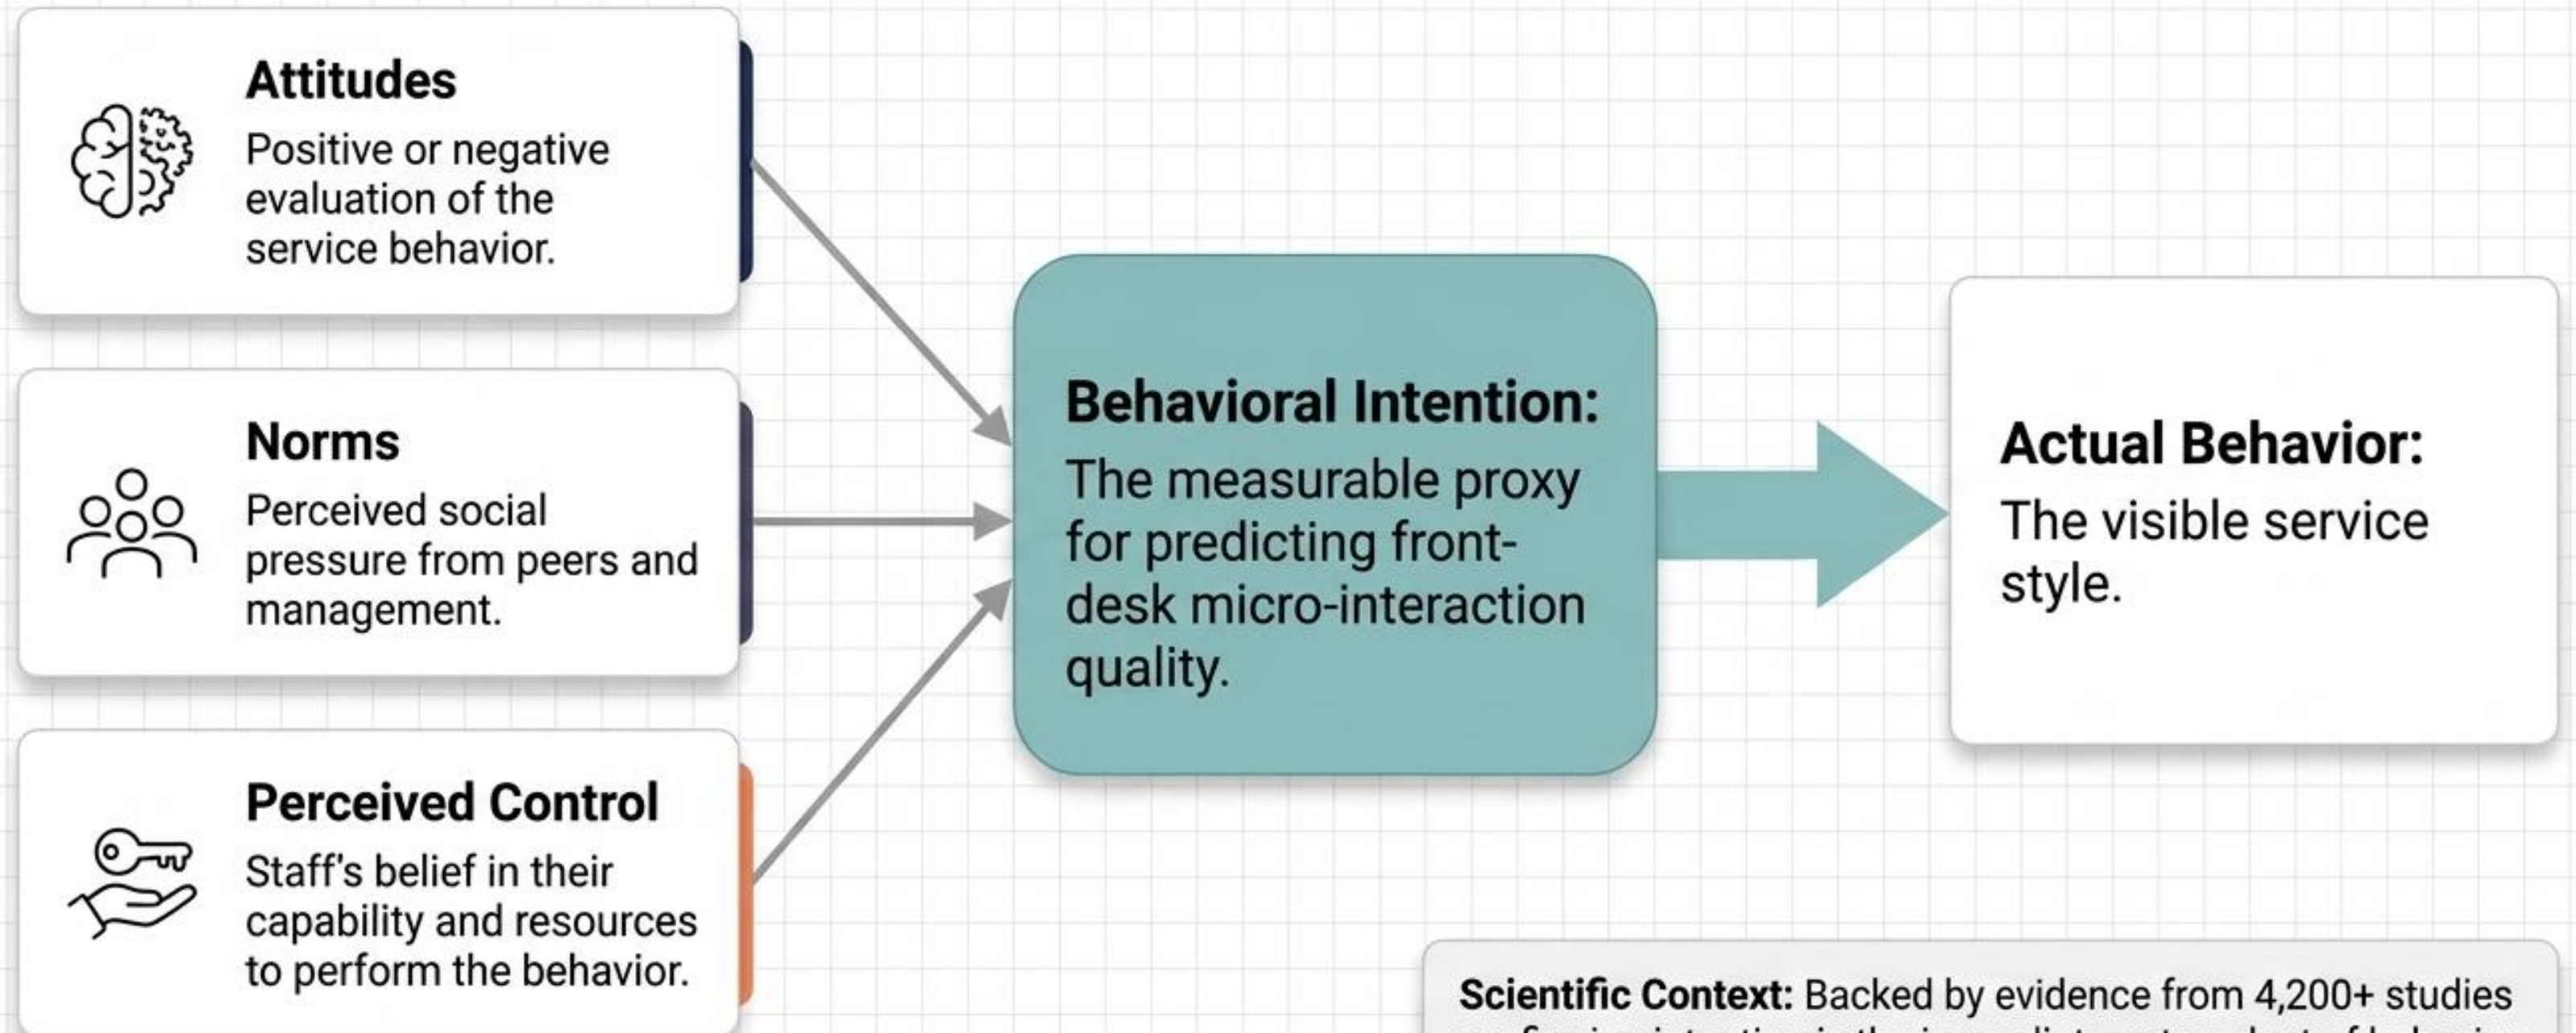 Attitudes
Positive or negative
evaluation of the
service behavior.
Norms
Perceived social
pressure from peers and
management.
Perceived Control
Staff's belief in their
capability and resources
to perform the behavior.
Behavioral Intention:
The measurable proxy
for predicting front-
desk micro-interaction
quality.
Actual Behavior:
The visible service
style.
Scientific Context: Backed by evidence from 4,200+ studies